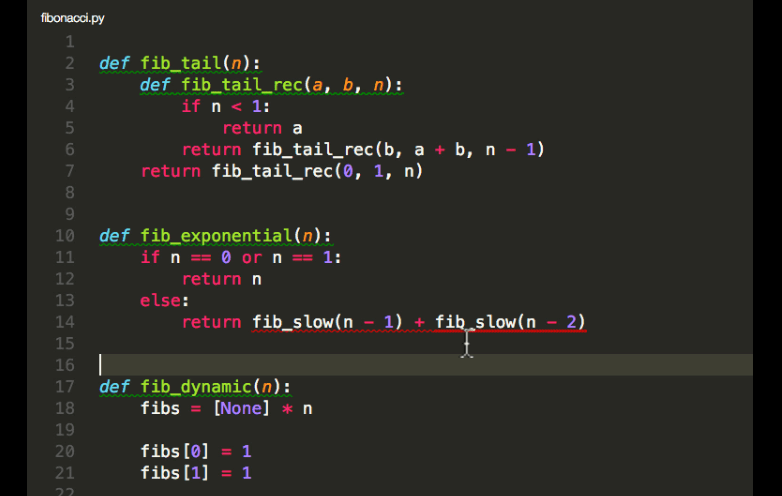 fibonacci.py
1
2 def fib_tail(n):
3     def fib_tail_rec(a, b, n):
4         if n < 1:
5             return a
6         return fib_tail_rec(b, a + b, n - 1)
7     return fib_tail_rec(0, 1, n)
8
9
10 def fib_exponential(n):
11     if n == 0 or n == 1:
12         return n
13     else:
14         return fib_slow(n - 1) + fib_slow(n - 2)
15
16
17 def fib_dynamic(n):
18     fibs = [None] * n
19
20     fibs[0] = 1
21     fibs[1] = 1
22